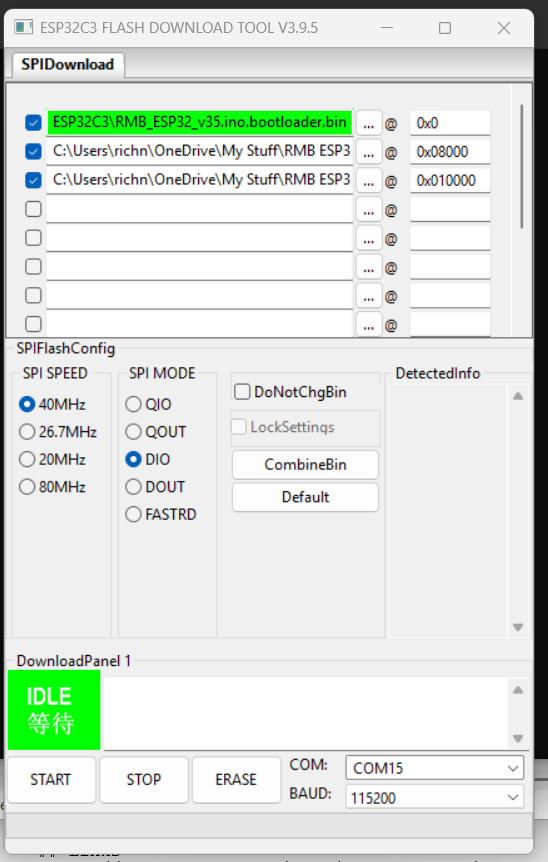 ESP32C3 FLASH DOWNLOAD TOOL V3.9.5
SPIDownload
ESP32C3\RMB_ESP32_v35.ino.bootloader.bin ... @ 0x0
C:\Users\richn\OneDrive\My Stuff\RMB ESP3 ... @ 0x08000
C:\Users\richn\OneDrive\My Stuff\RMB ESP3 ... @ 0x010000
... @
... @
... @
... @
... @
SPIFlashConfig
SPI SPEED
40MHz
26.7MHz
20MHz
80MHz
SPI MODE
QIO
QOUT
DIO
DOUT
FASTRD
DoNotChgBin
LockSettings
CombineBin
Default
DetectedInfo
DownloadPanel 1
IDLE
等待
START
STOP
ERASE
COM: COM15
BAUD: 115200